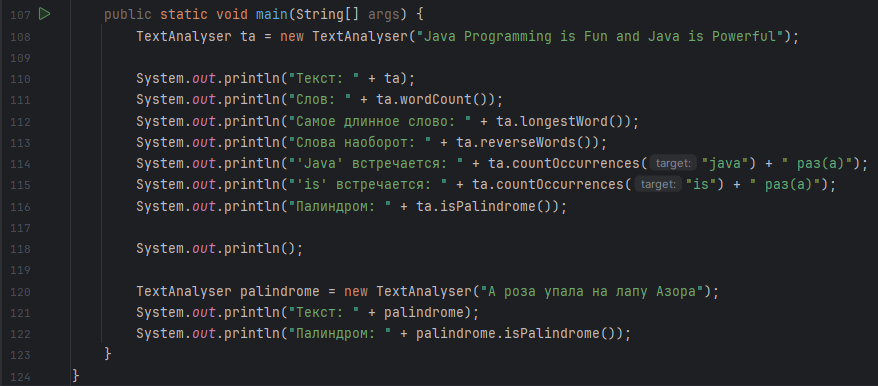 107 public static void main(String[] args) {
108 TextAnalyser ta = new TextAnalyser("Java Programming is Fun and Java is Powerful");
109
110 System.out.println("Текст: " + ta);
111 System.out.println("Слов: " + ta.wordCount());
112 System.out.println("Самое длинное слово: " + ta.longestWord());
113 System.out.println("Слова наоборот: " + ta.reverseWords());
114 System.out.println("'Java' встречается: " + ta.countOccurrences( target: "java") + " раз(а)");
115 System.out.println("'is' встречается: " + ta.countOccurrences( target: "is") + " раз(а)");
116 System.out.println("Палиндром: " + ta.isPalindrome());
117
118 System.out.println();
119
120 TextAnalyser palindrome = new TextAnalyser("А роза упала на лапу Азора");
121 System.out.println("Текст: " + palindrome);
122 System.out.println("Палиндром: " + palindrome.isPalindrome());
123 }
124 }